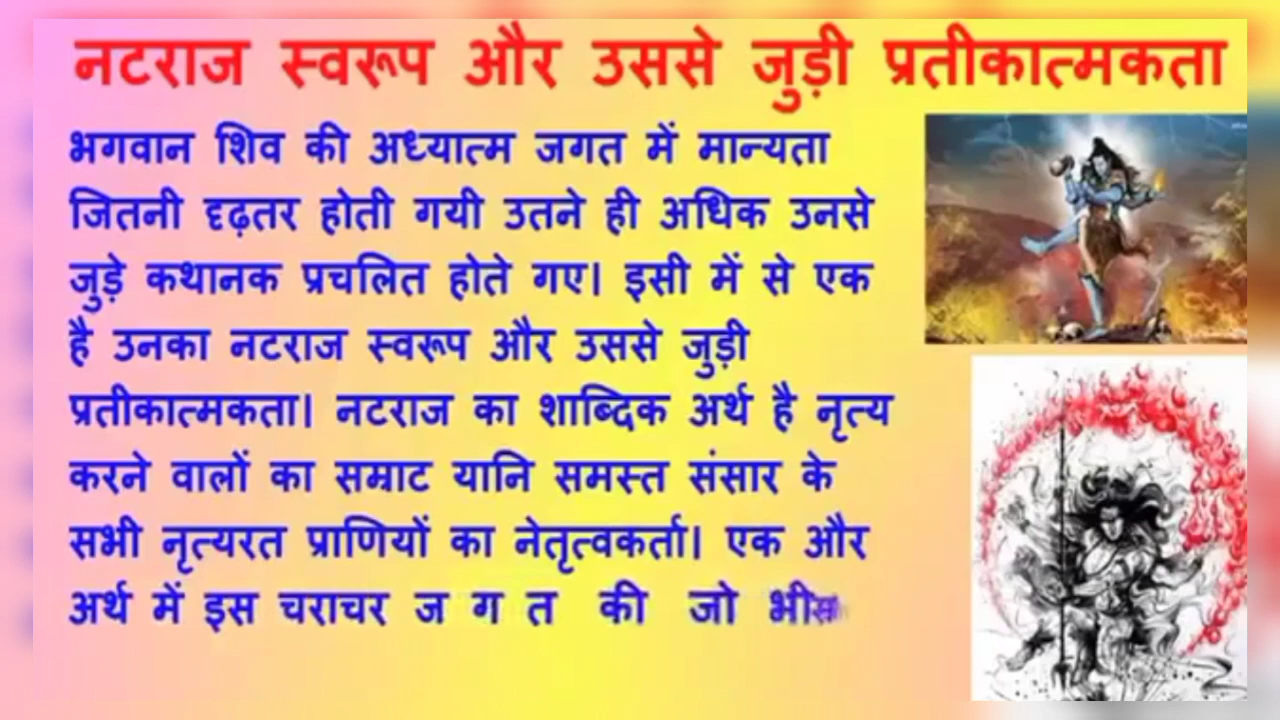 नटराज स्वरूप और उससे जुड़ी प्रतीकात्मकता
भगवान शिव की अध्यात्म जगत में मान्यता
जितनी दृढ़तर होती गयी उतने ही अधिक उनसे
जुड़े कथानक प्रचलित होते गए। इसी में से एक
है उनका नटराज स्वरूप और उससे जुड़ी
प्रतीकात्मकता। नटराज का शाब्दिक अर्थ है नृत्य
करने वालों का सम्राट यानि समस्त संसार के
सभी नृत्यरत प्राणियों का नेतृत्वकर्ता। एक और
अर्थ में इस चराचर ज ग त की जो भी